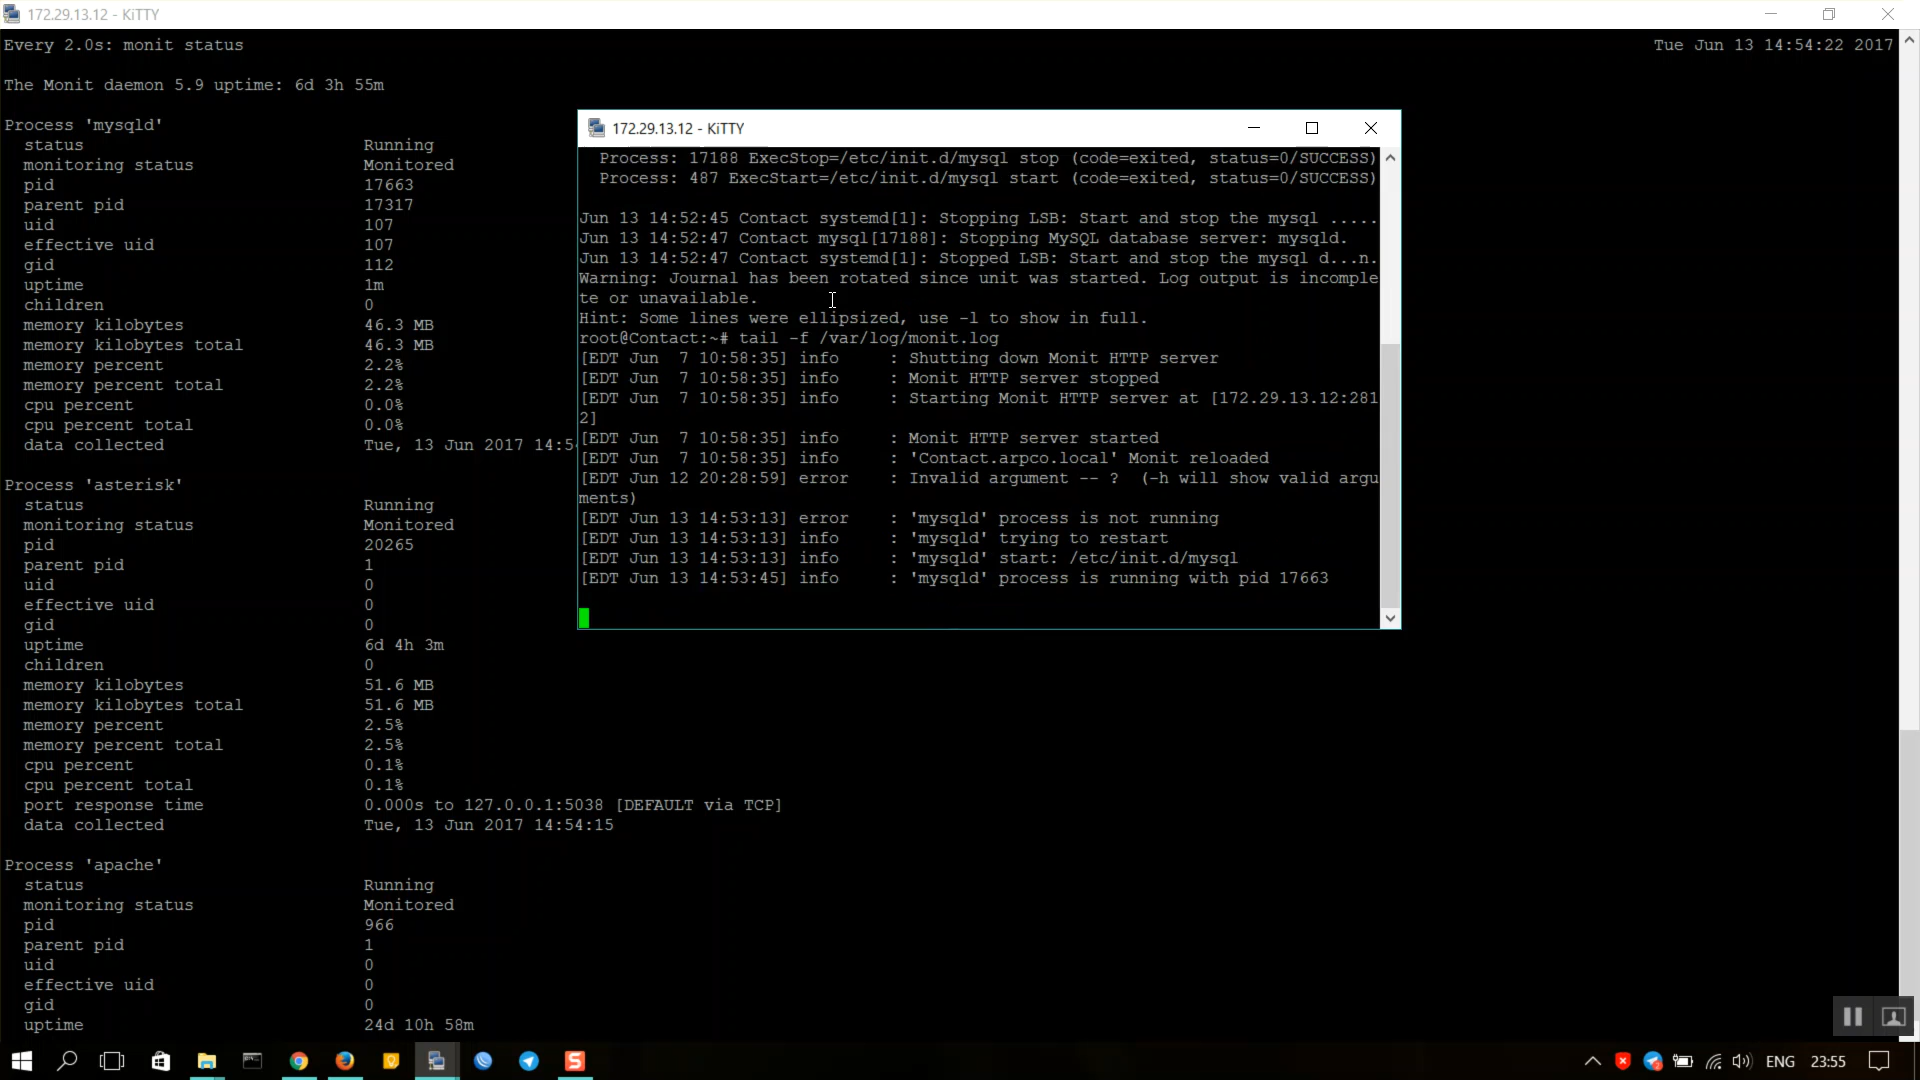 172.29.13.12 - KiTTY
Every 2.0s: monit status Tue Jun 13 14:54:22 2017
The Monit daemon 5.9 uptime: 6d 3h 55m
Process 'mysqld'
status Running
monitoring status Monitored
pid 17663
parent pid 17317
uid 107
effective uid 107
gid 112
uptime 1m
children 0
memory kilobytes 46.3 MB
memory kilobytes total 46.3 MB
memory percent 2.2%
memory percent total 2.2%
cpu percent 0.0%
cpu percent total 0.0%
data collected Tue, 13 Jun 2017 14:5
Process 'asterisk'
status Running
monitoring status Monitored
pid 20265
parent pid 1
uid 0
effective uid 0
gid 0
uptime 6d 4h 3m
children 0
memory kilobytes 51.6 MB
memory kilobytes total 51.6 MB
memory percent 2.5%
memory percent total 2.5%
cpu percent 0.1%
cpu percent total 0.1%
port response time 0.000s to 127.0.0.1:5038 [DEFAULT via TCP]
data collected Tue, 13 Jun 2017 14:54:15
Process 'apache'
status Running
monitoring status Monitored
pid 966
parent pid 1
uid 0
effective uid 0
gid 0
uptime 24d 10h 58m
172.29.13.12 - KiTTY
Process: 17188 ExecStop=/etc/init.d/mysql stop (code=exited, status=0/SUCCESS)
Process: 487 ExecStart=/etc/init.d/mysql start (code=exited, status=0/SUCCESS)
Jun 13 14:52:45 Contact systemd[1]: Stopping LSB: Start and stop the mysql .....
Jun 13 14:52:47 Contact mysql[17188]: Stopping MySQL database server: mysqld.
Jun 13 14:52:47 Contact systemd[1]: Stopped LSB: Start and stop the mysql d...n.
Warning: Journal has been rotated since unit was started. Log output is incomple
te or unavailable.
Hint: Some lines were ellipsized, use -l to show in full.
root@Contact:~# tail -f /var/log/monit.log
[EDT Jun  7 10:58:35] info     : Shutting down Monit HTTP server
[EDT Jun  7 10:58:35] info     : Monit HTTP server stopped
[EDT Jun  7 10:58:35] info     : Starting Monit HTTP server at [172.29.13.12:281
2]
[EDT Jun  7 10:58:35] info     : Monit HTTP server started
[EDT Jun  7 10:58:35] info     : 'Contact.arpco.local' Monit reloaded
[EDT Jun 12 20:28:59] error    : Invalid argument -- ?  (-h will show valid argu
ments)
[EDT Jun 13 14:53:13] error    : 'mysqld' process is not running
[EDT Jun 13 14:53:13] info     : 'mysqld' trying to restart
[EDT Jun 13 14:53:13] info     : 'mysqld' start: /etc/init.d/mysql
[EDT Jun 13 14:53:45] info     : 'mysqld' process is running with pid 17663
ENG 23:55